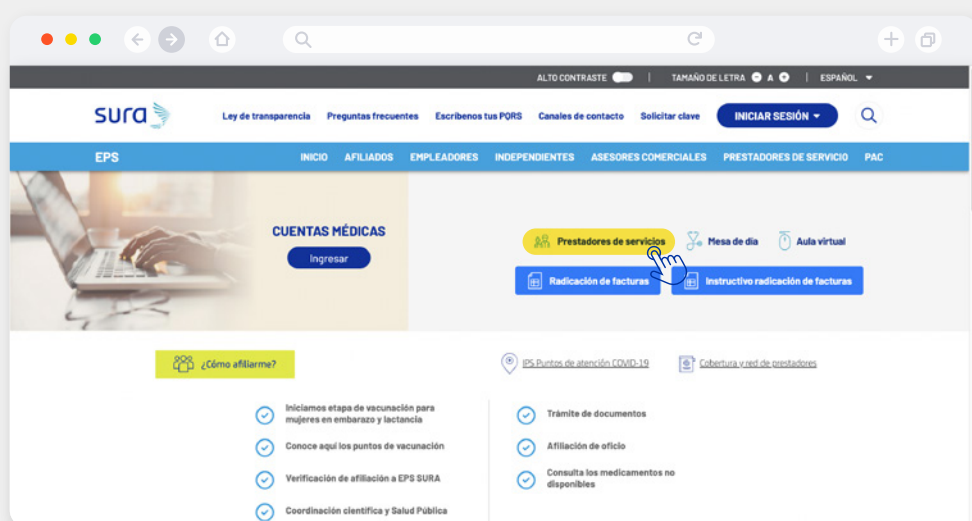 ALTO CONTRASTE | TAMAÑO DE LETRA - A + | ESPAÑOL
sura
Ley de transparencia Preguntas frecuentes Escríbenos tus PQRS Canales de contacto Solicitar clave INICIAR SESIÓN
EPS INICIO AFILIADOS EMPLEADORES INDEPENDIENTES ASESORES COMERCIALES PRESTADORES DE SERVICIO PAC
CUENTAS MÉDICAS
Ingresar
Prestadores de servicios Mesa de día Aula virtual
Radicación de facturas Instructivo radicación de facturas
¿Cómo afiliarme?
IPS Puntos de atención COVID-19 Cobertura y red de prestadores
Iniciamos etapa de vacunación para
mujeres en embarazo y lactancia
Conoce aquí los puntos de vacunación
Verificación de afiliación a EPS SURA
Coordinación científica y Salud Pública
Trámite de documentos
Afiliación de oficio
Consulta los medicamentos no
disponibles